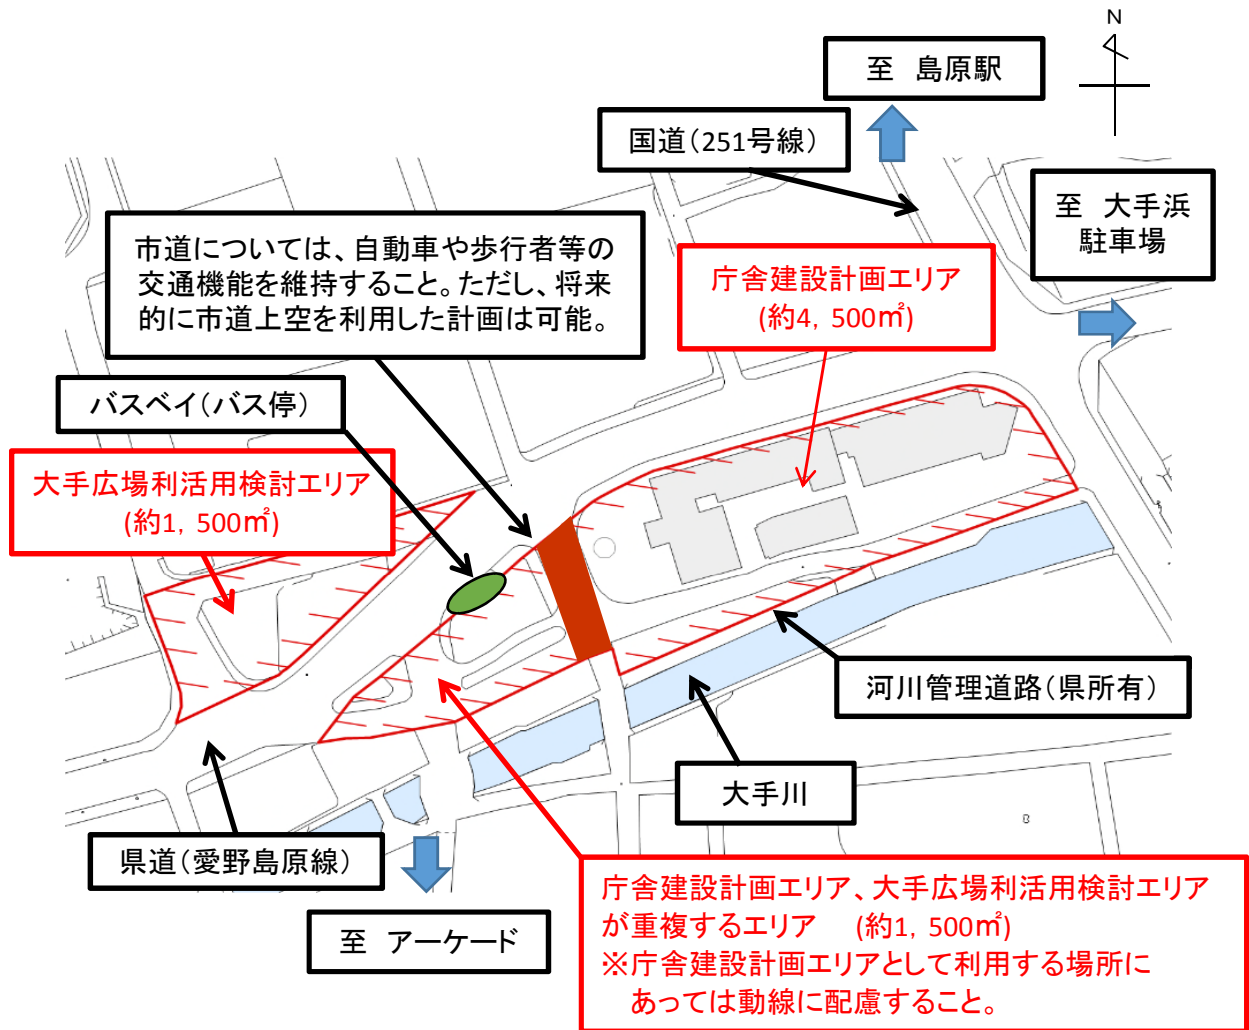 N
至 島原駅
国道(251号線)
至 大手浜
駐車場
市道については、自動車や歩行者等の
交通機能を維持すること。ただし、将来
的に市道上空を利用した計画は可能。
庁舎建設計画エリア
(約4, 500㎡)
バスベイ(バス停)
大手広場利活用検討エリア
(約1, 500㎡)
河川管理道路(県所有)
大手川
県道(愛野島原線)
至 アーケード
庁舎建設計画エリア、大手広場利活用検討エリア
が重複するエリア (約1, 500㎡)
※庁舎建設計画エリアとして利用する場所に
あっては動線に配慮すること。